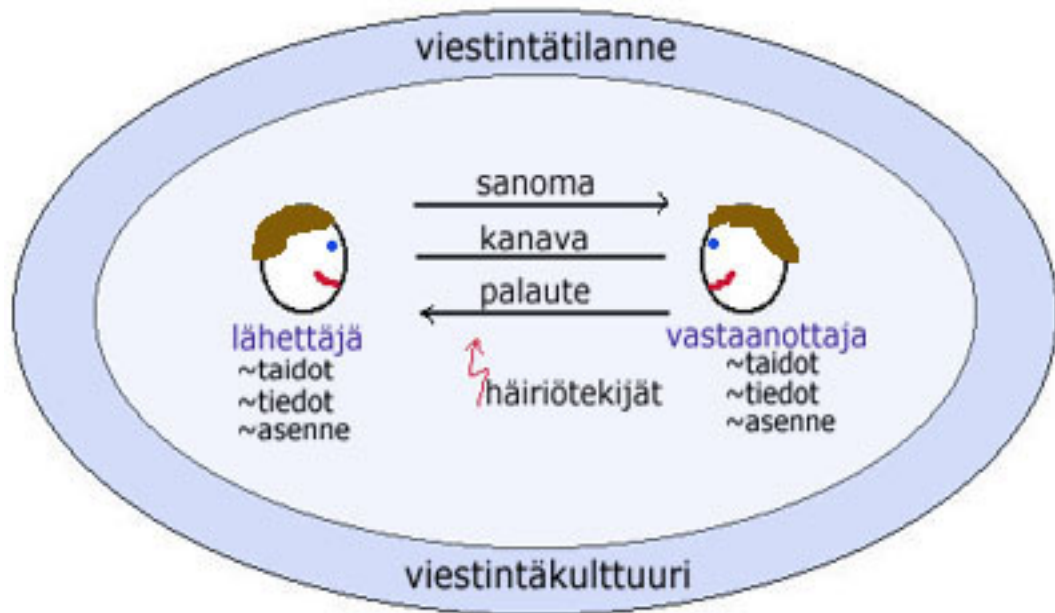 viestintätilanne
sanoma
kanava
palaute
lähettäjä
~taidot
~tiedot
~asenne
häiriötekijät
vastaanottaja
~taidot
~tiedot
~asenne
viestintäkulttuuri